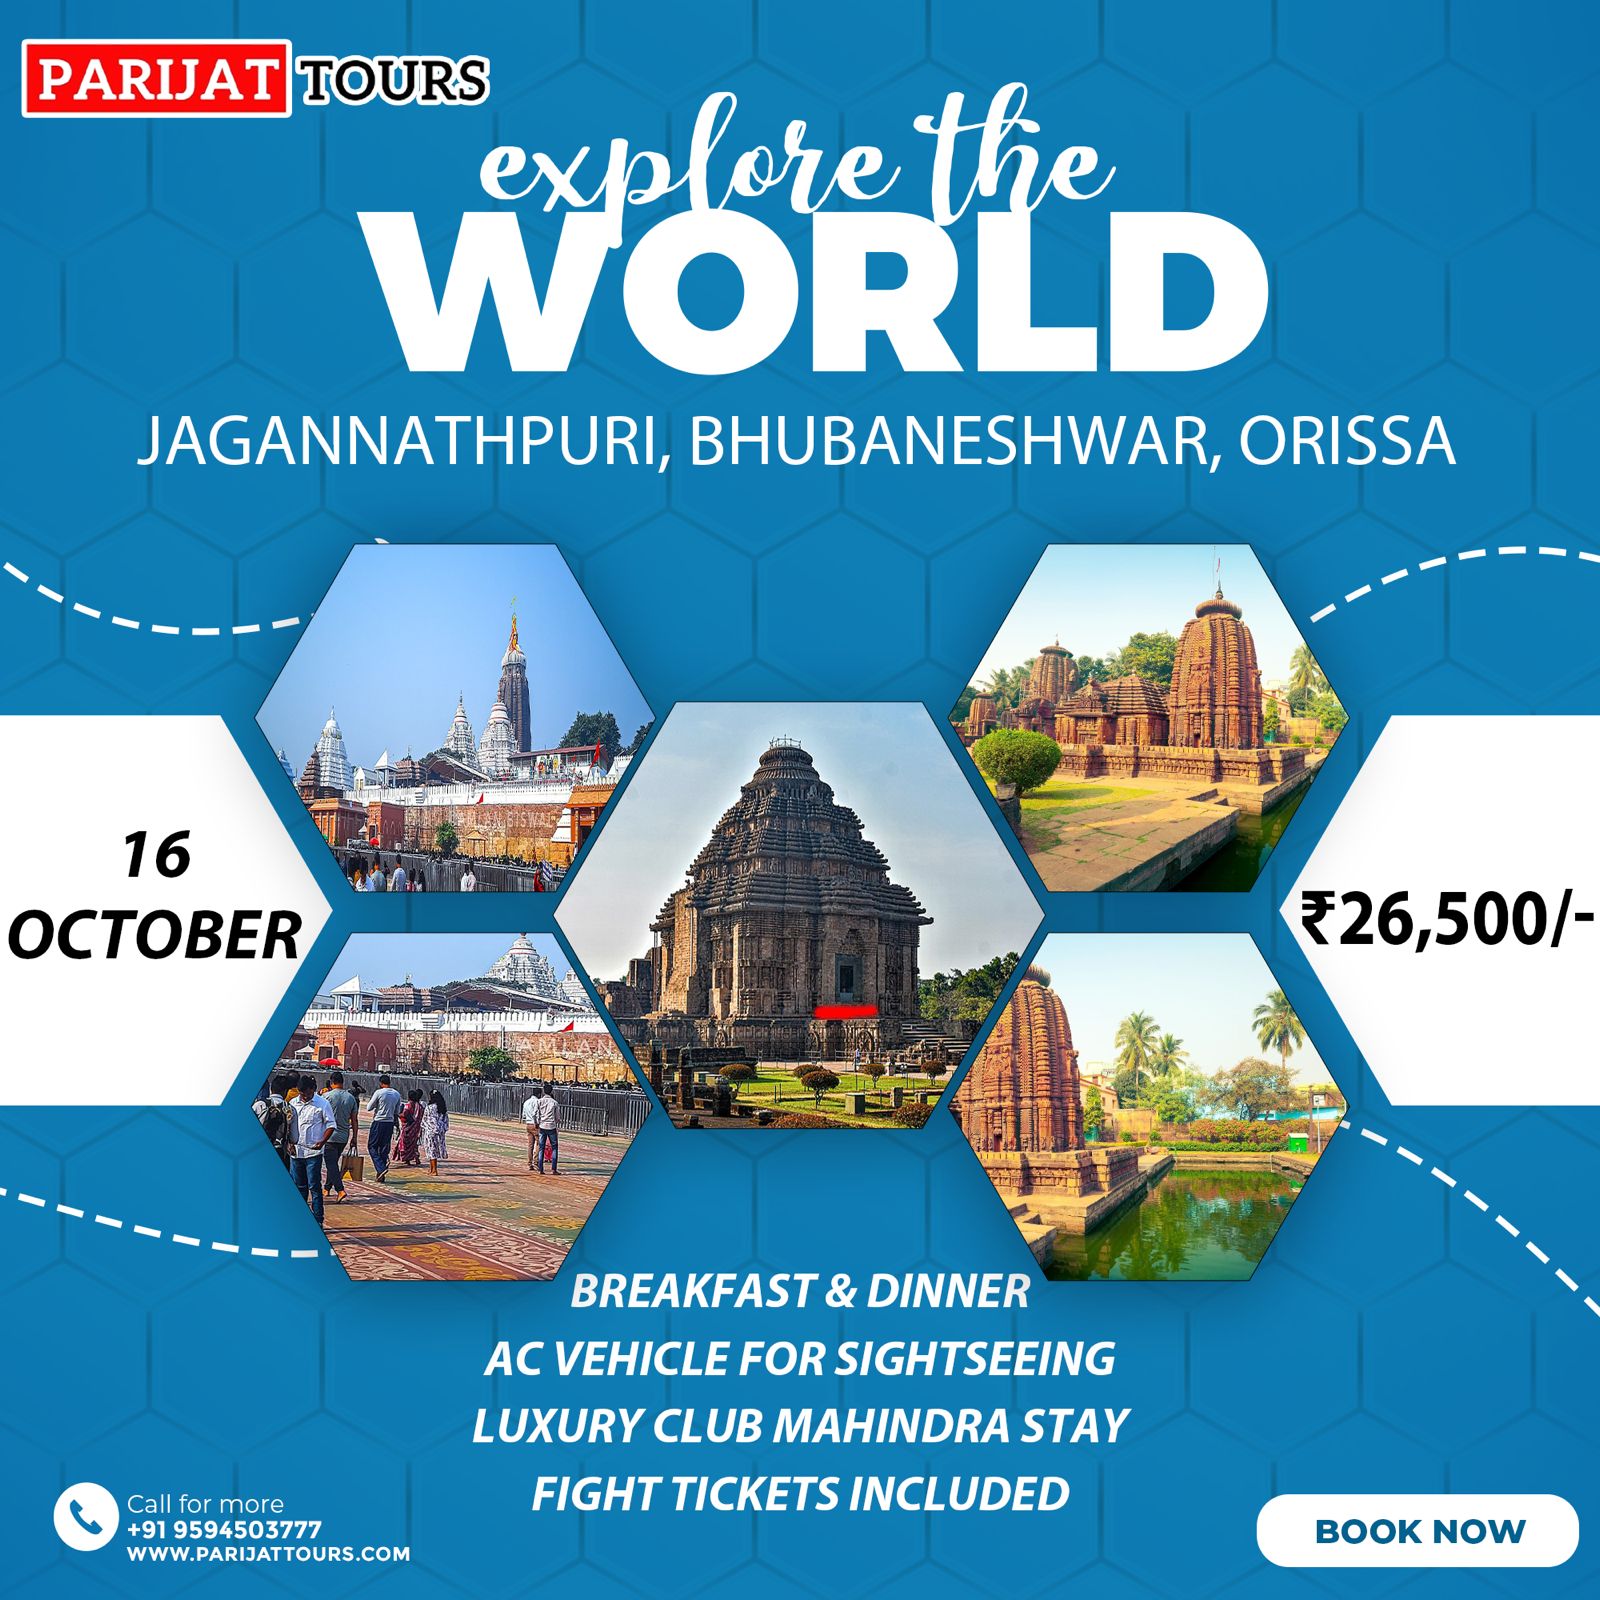 PARIJAT TOURS
explore the
WORLD
JAGANNATHPURI, BHUBANESHWAR, ORISSA
16
OCTOBER
₹26,500/-
BREAKFAST & DINNER
AC VEHICLE FOR SIGHTSEEING
LUXURY CLUB MAHINDRA STAY
FIGHT TICKETS INCLUDED
Call for more
+91 9594503777
WWW.PARIJATTOURS.COM
BOOK NOW